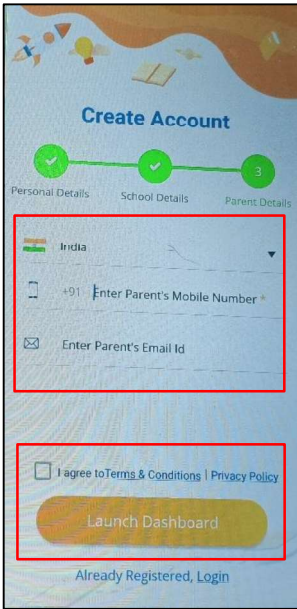 Create Account
3
Personal Details School Details Parent Details
India
+91 Enter Parent's Mobile Number *
Enter Parent's Email Id
I agree toTerms & Conditions | Privacy Policy
Launch Dashboard
Already Registered, Login